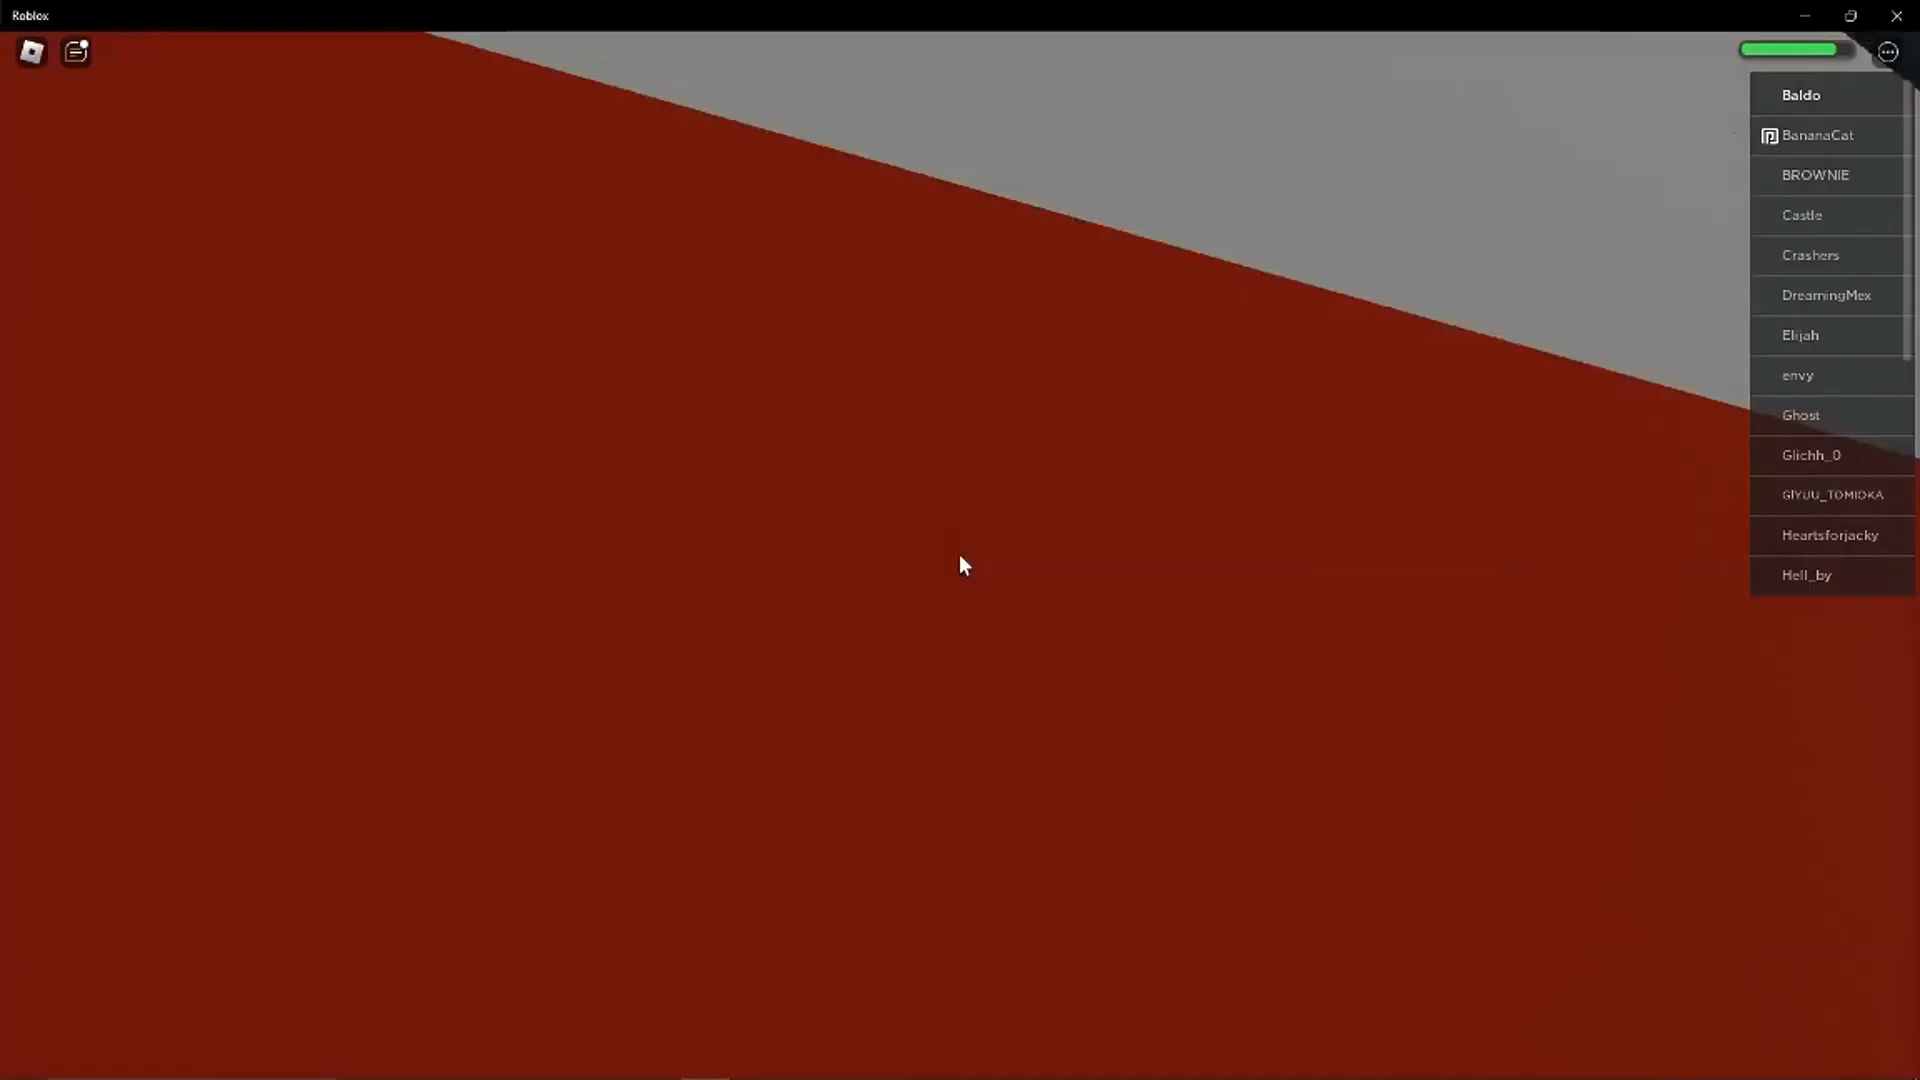 Roblox
Baldo
BananaCat
BROWNIE
Castle
Crashers
DreamingMex
Elijah
envy
Ghost
Glichh_0
GIYUU_TOMIOKA
Heartsforjacky
Hell_by